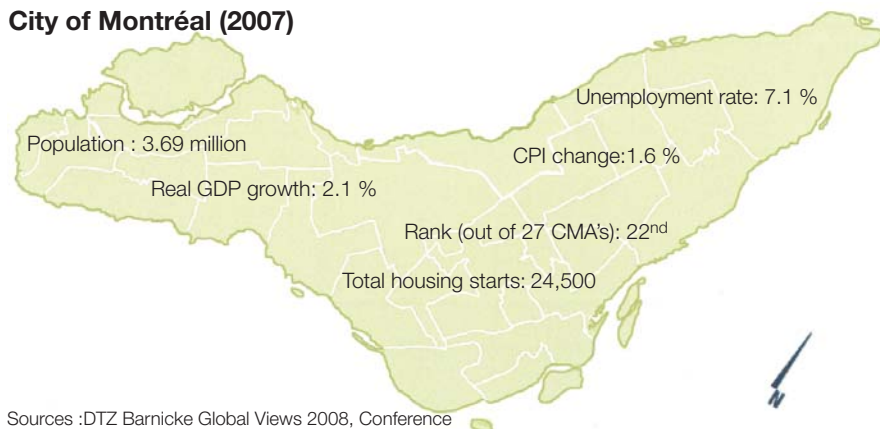 City of Montréal (2007)
Unemployment rate: 7.1 %
Population : 3.69 million
CPI change:1.6 %
Real GDP growth: 2.1 %
Rank (out of 27 CMA's): 22nd
Total housing starts: 24,500
N
Sources :DTZ Barnicke Global Views 2008, Conference